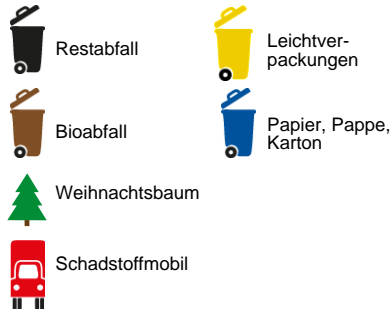 Restabfall
Leichtver-
packungen
Bioabfall
Papier, Pappe,
Karton
Weihnachtsbaum
Schadstoffmobil